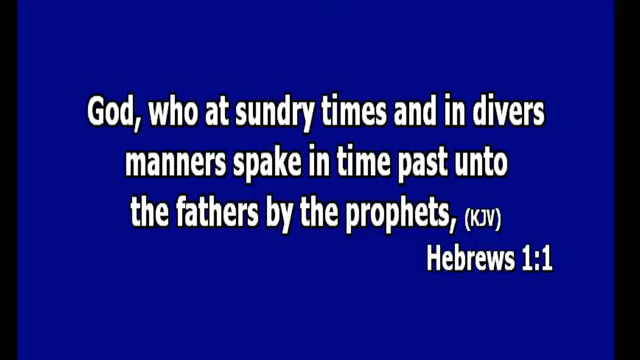 God, who at sundry times and in divers
manners spake in time past unto
the fathers by the prophets, (KJV)
Hebrews 1:1